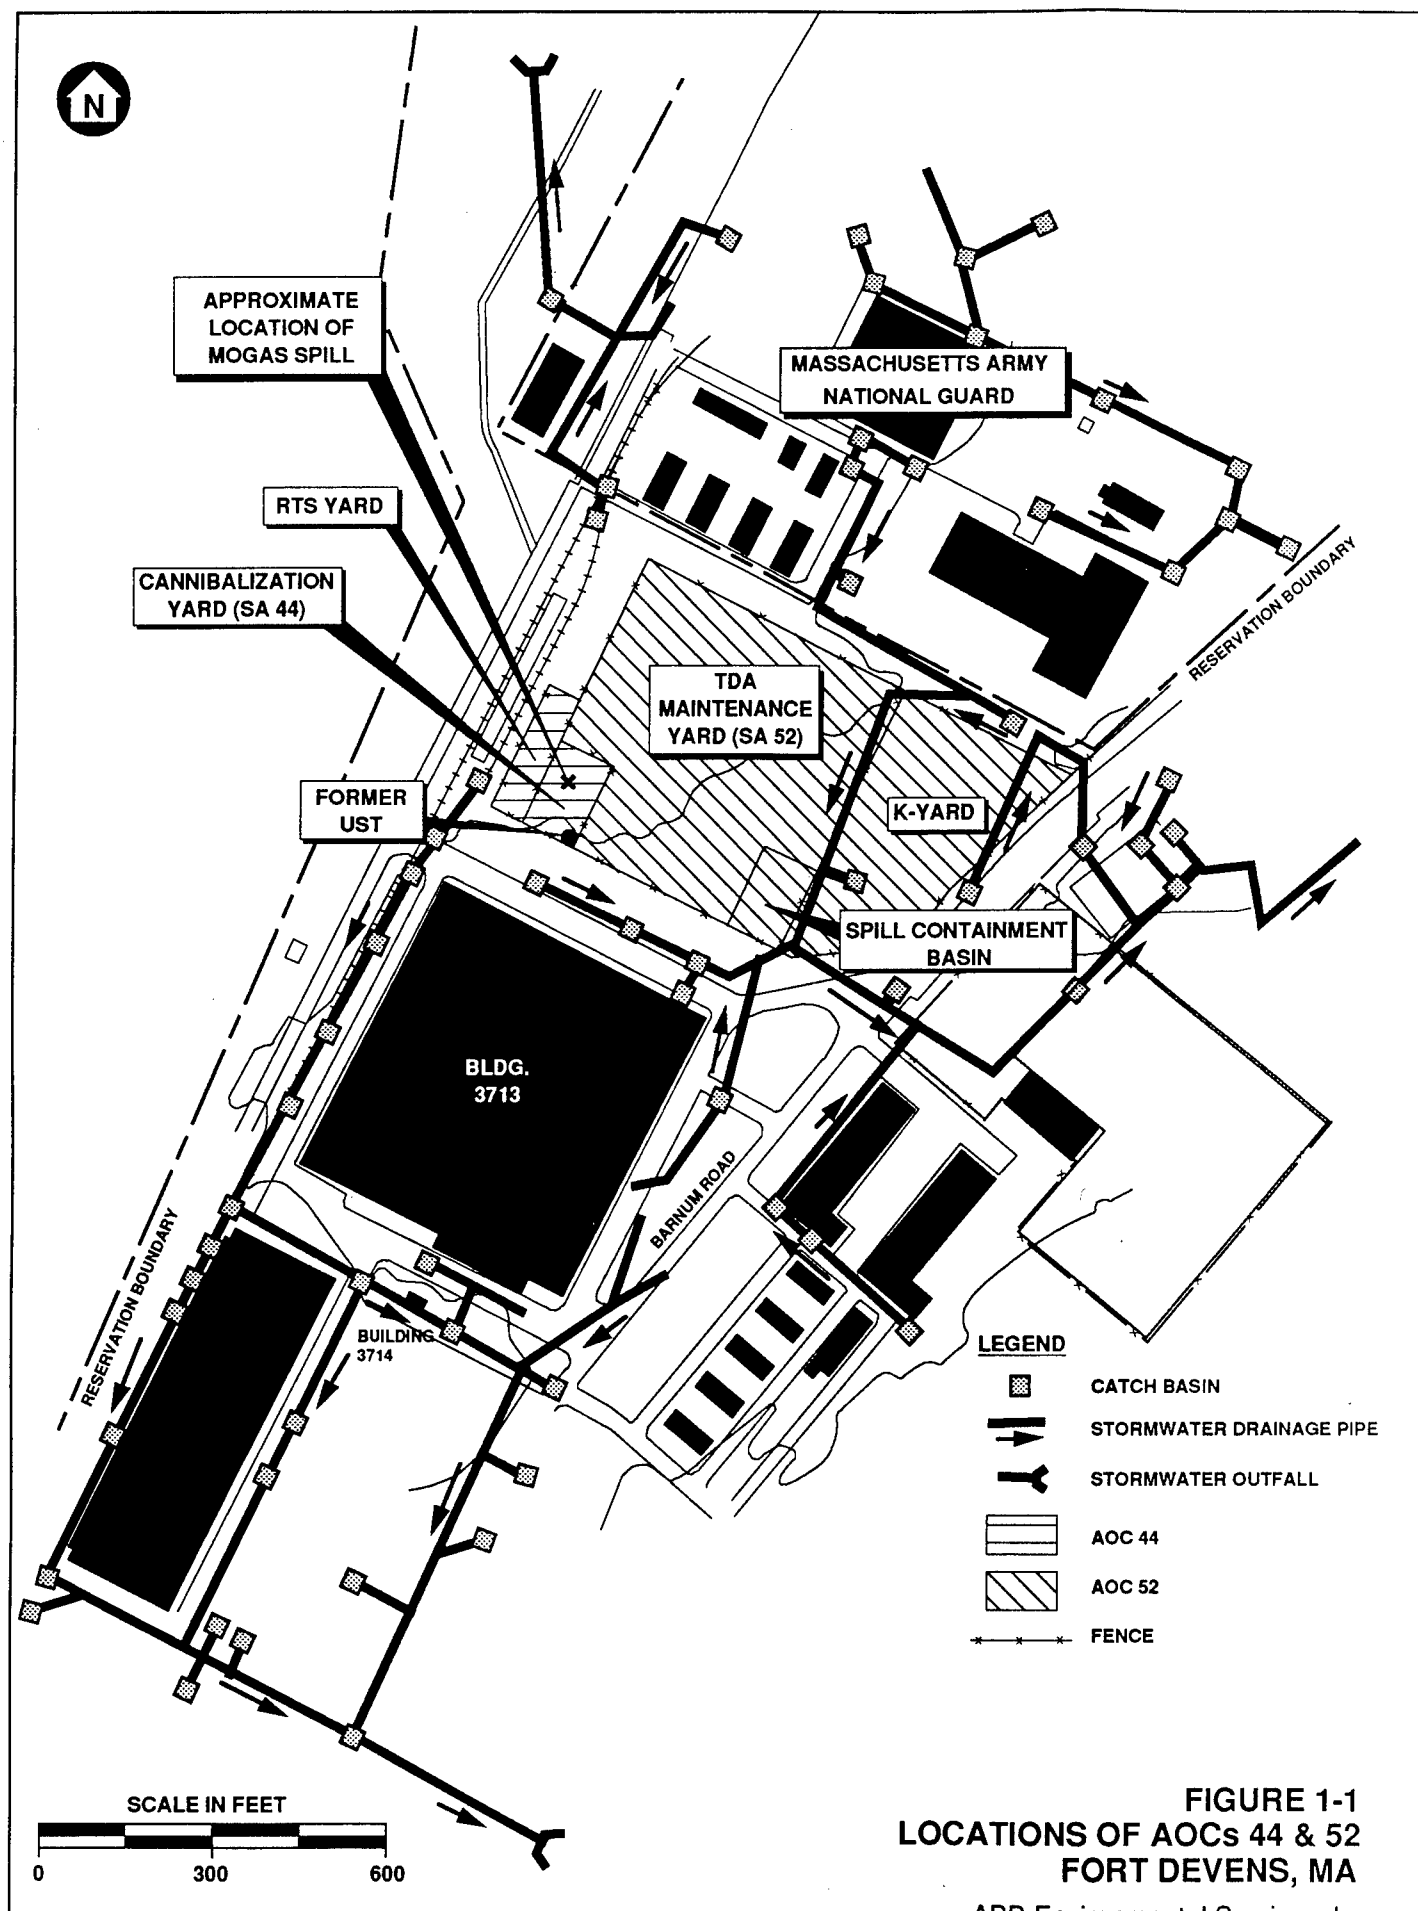 N
APPROXIMATE
LOCATION OF
MOGAS SPILL
MASSACHUSETTS ARMY
NATIONAL GUARD
RTS YARD
CANNIBALIZATION
YARD (SA 44)
RESERVATION BOUNDARY
TDA
MAINTENANCE
YARD (SA 52)
FORMER
UST
K-YARD
SPILL CONTAINMENT
BASIN
BLDG.
3713
BARNUM ROAD
RESERVATION BOUNDARY
BUILDING
3714
LEGEND
CATCH BASIN
STORMWATER DRAINAGE PIPE
STORMWATER OUTFALL
AOC 44
AOC 52
FENCE
SCALE IN FEET
0 300 600
FIGURE 1-1
LOCATIONS OF AOCs 44 & 52
FORT DEVENS, MA